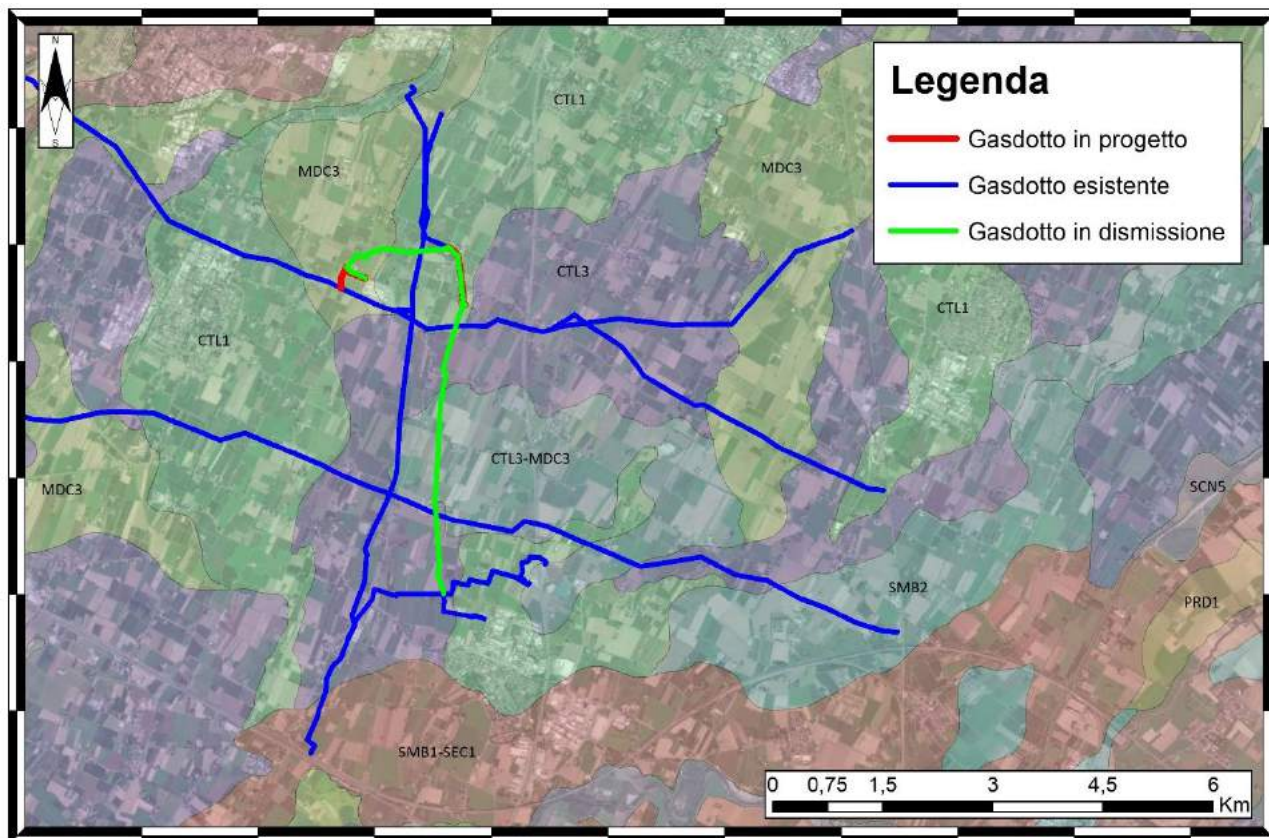 N
S
Legenda
Gasdotto in progetto
Gasdotto esistente
Gasdotto in dismissione
CTL1
MDC3
MDC3
CTL3
CTL1
CTL1
CTL3-MDC3
MDC3
SCN5
SMB2
PRD1
SMB1-SEC1
0 0,75 1,5 3 4,5 6
Km